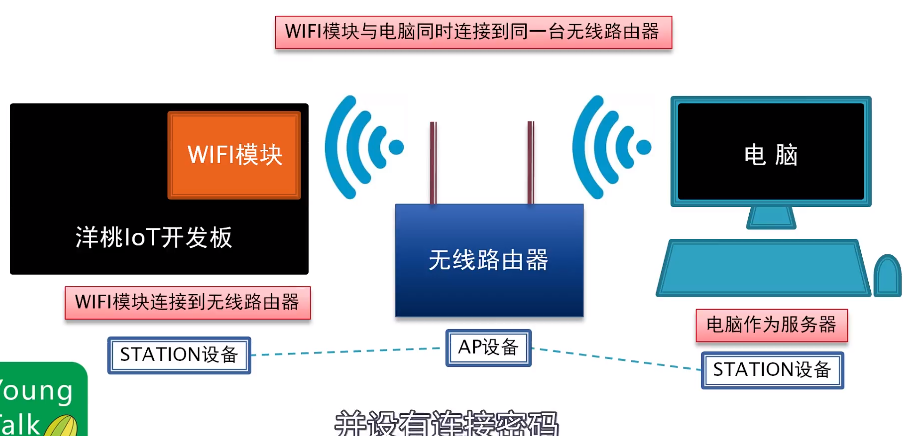 WIFI模块与电脑同时连接到同一台无线路由器
WIFI模块
电 脑
洋桃IoT开发板
无线路由器
WIFI模块连接到无线路由器
电脑作为服务器
STATION设备
AP设备
STATION设备
Young
Talk
并设有连接密码